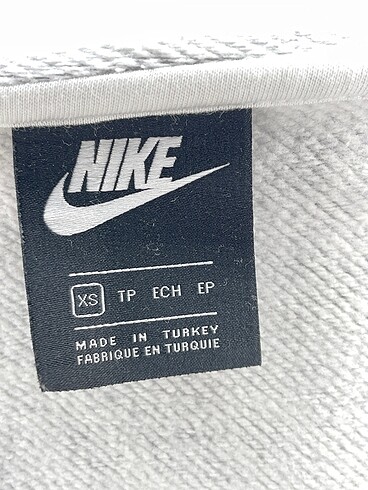 NIKE
XS TP ECH EP
MADE IN TURKEY
FABRIQUE EN TURQUIE